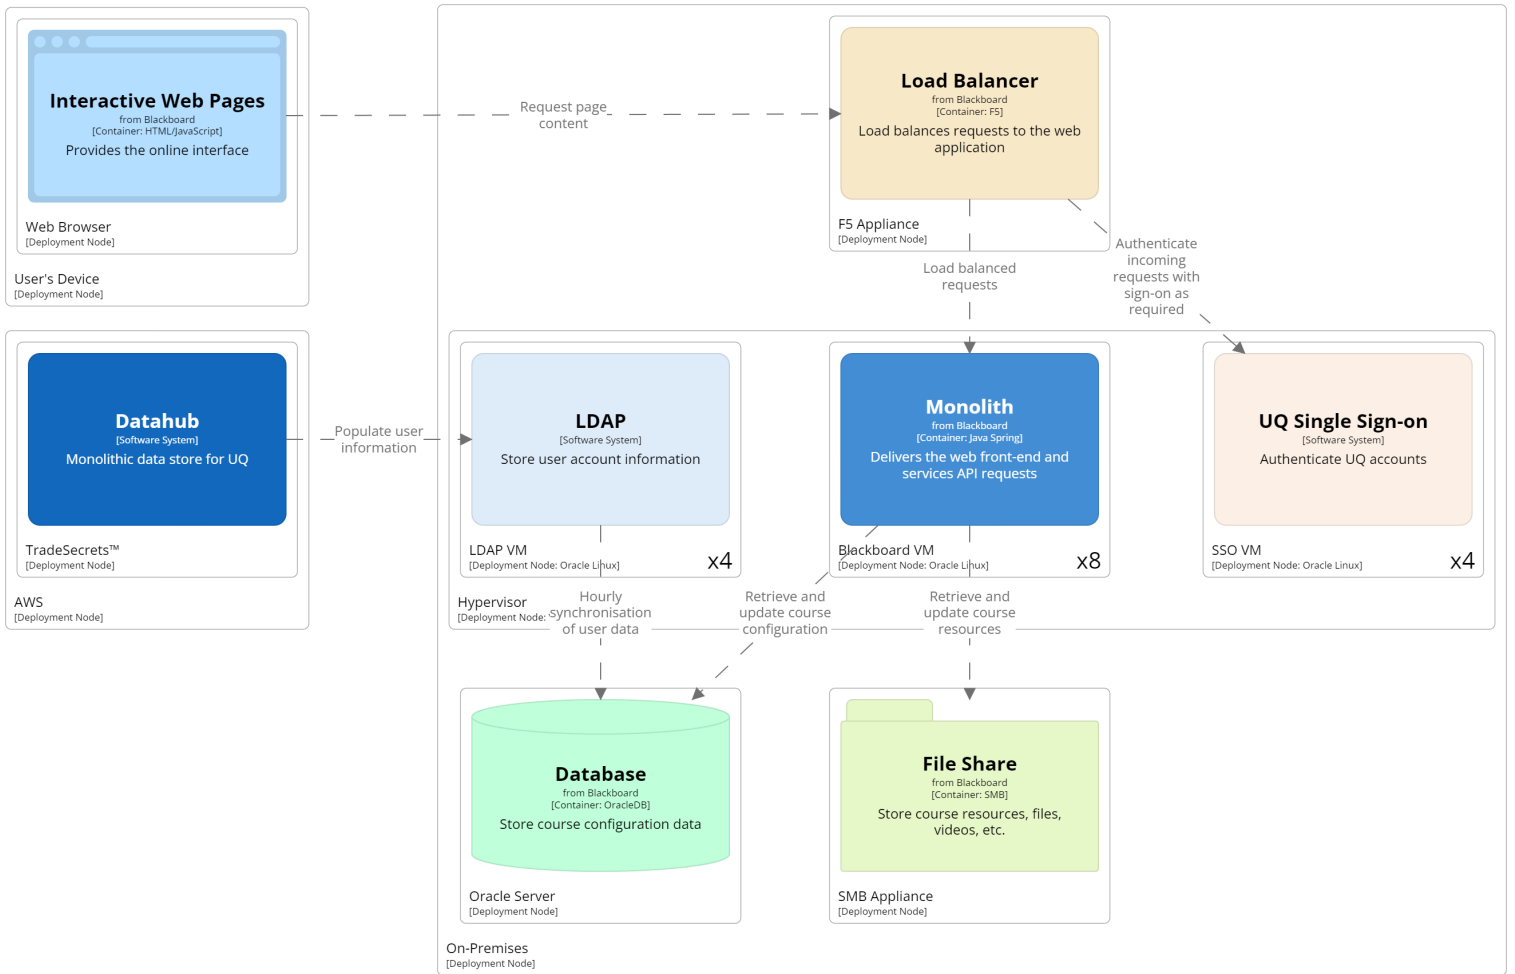 Interactive Web Pages
from Blackboard
[Container: HTML/JavaScript]
Provides the online interface
Web Browser
[Deployment Node]
User's Device
[Deployment Node]
Request page
content
Load Balancer
from Blackboard
[Container: F5]
Load balances requests to the web
application
F5 Appliance
[Deployment Node]
Load balanced
requests
Authenticate
incoming
requests with
sign-on as
required
Datahub
[Software System]
Monolithic data store for UQ
TradeSecrets™
[Deployment Node]
AWS
[Deployment Node]
Populate user
information
LDAP
[Software System]
Store user account information
LDAP VM
[Deployment Node: Oracle Linux]
x4
Monolith
from Blackboard
[Container: Java Spring]
Delivers the web front-end and
services API requests
Blackboard VM
[Deployment Node: Oracle Linux]
x8
UQ Single Sign-on
[Software System]
Authenticate UQ accounts
SSO VM
[Deployment Node: Oracle Linux]
x4
Hypervisor
[Deployment Node:
Hourly
synchronisation
of user data
Retrieve and
update course
configuration
Retrieve and
update course
resources
Database
from Blackboard
[Container: OracleDB]
Store course configuration data
Oracle Server
[Deployment Node]
File Share
from Blackboard
[Container: SMB]
Store course resources, files,
videos, etc.
SMB Appliance
[Deployment Node]
On-Premises
[Deployment Node]